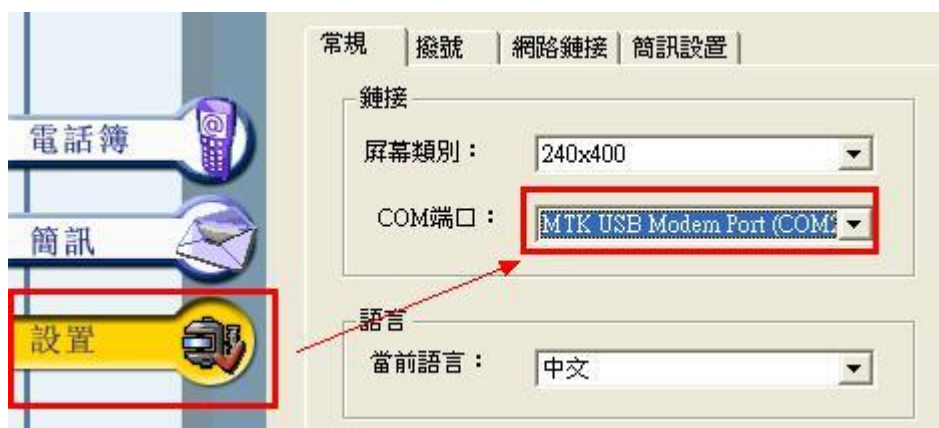 常規 撥號 網路鏈接 簡訊設置
鏈接
電話簿
屏幕類別： 240x400
COM端口： MTK USB Modem Port (COM
簡訊
語言
設置
當前語言： 中文